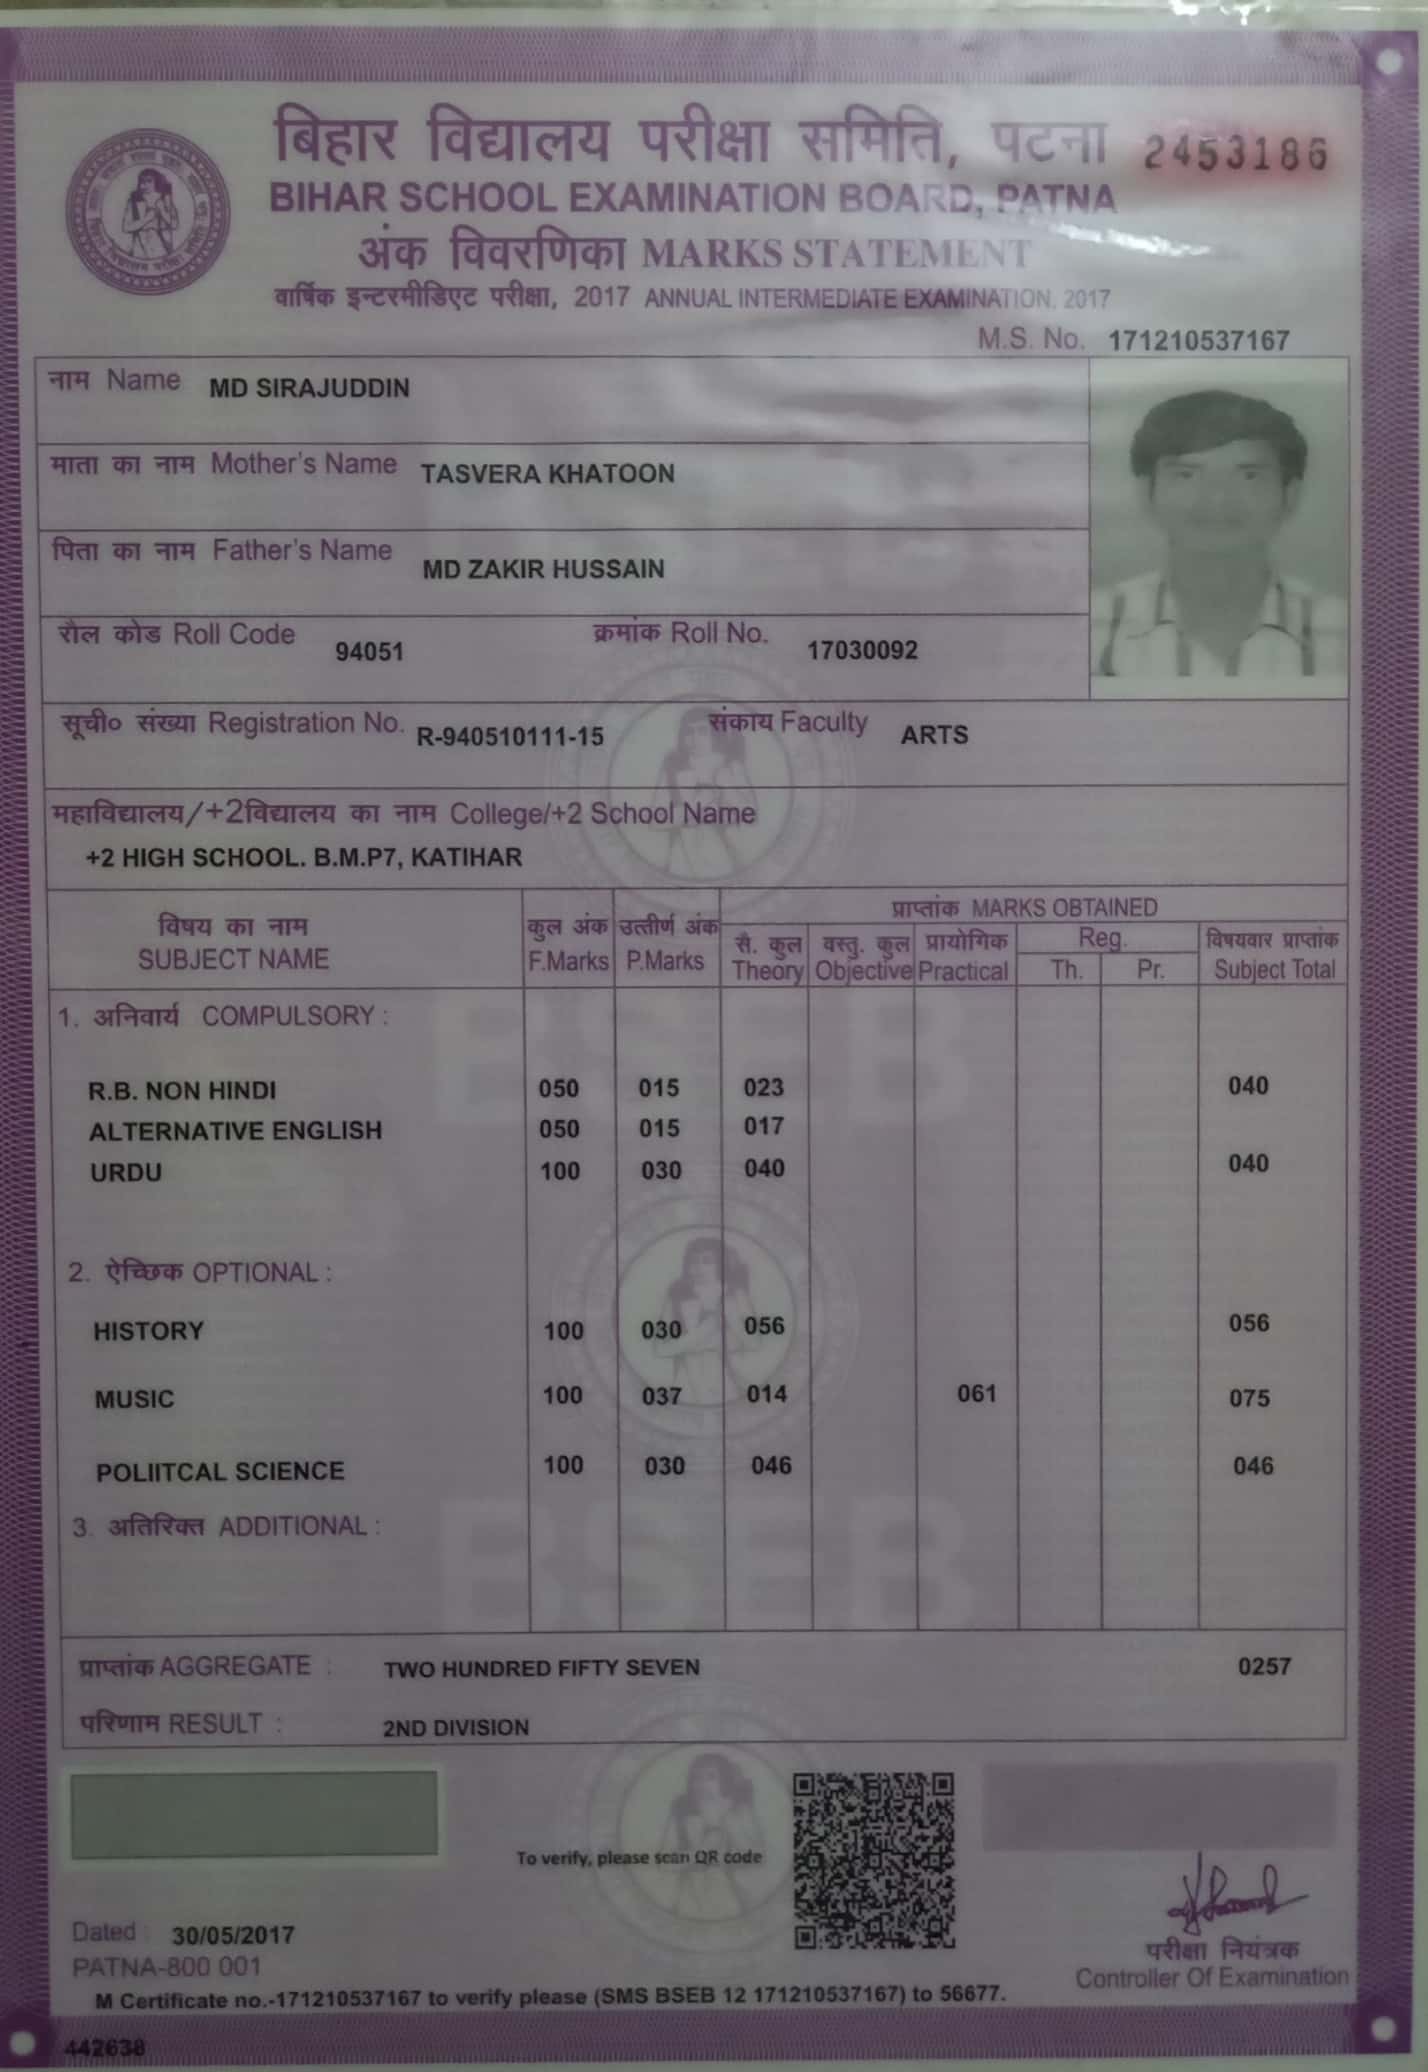 बिहार विद्यालय परीक्षा समिति, पटना 2453186
BIHAR SCHOOL EXAMINATION BOARD, PATNA
अंक विवरणिका MARKS STATEMENT
वार्षिक इन्टरमीडिएट परीक्षा, 2017 ANNUAL INTERMEDIATE EXAMINATION, 2017
M.S. No. 171210537167
नाम Name MD SIRAJUDDIN
माता का नाम Mother's Name TASVERA KHATOON
पिता का नाम Father's Name MD ZAKIR HUSSAIN
रौल कोड Roll Code 94051 क्रमांक Roll No. 17030092
सूची० संख्या Registration No. R-940510111-15 संकाय Faculty ARTS
महाविद्यालय/+2विद्यालय का नाम College/+2 School Name
+2 HIGH SCHOOL. B.M.P7, KATIHAR
विषय का नाम कुल अंक उत्तीर्ण अंक प्राप्तांक MARKS OBTAINED
SUBJECT NAME F.Marks P.Marks सै. कुल वस्तु. कुल प्रायोगिक Reg. विषयवार प्राप्तांक
Theory Objective Practical Th. Pr. Subject Total
1. अनिवार्य COMPULSORY :
R.B. NON HINDI 050 015 023 040
ALTERNATIVE ENGLISH 050 015 017
URDU 100 030 040 040
2. ऐच्छिक OPTIONAL :
HISTORY 100 030 056 056
MUSIC 100 037 014 061 075
POLIITCAL SCIENCE 100 030 046 046
3. अतिरिक्त ADDITIONAL :
प्राप्तांक AGGREGATE : TWO HUNDRED FIFTY SEVEN 0257
परिणाम RESULT : 2ND DIVISION
To verify, please scan QR code
Dated : 30/05/2017
PATNA-800 001
परीक्षा नियंत्रक
Controller Of Examination
M Certificate no.-171210537167 to verify please (SMS BSEB 12 171210537167) to 56677.
442638
BSEB
BSEB